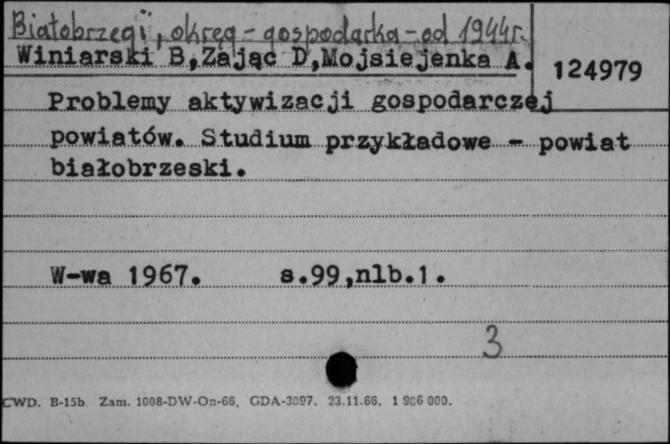 Białobrzegi, okręg - gospodarka - od 1944r.
Winiarski B, Zając D, Mojsiejenka A.
124979
Problemy aktywizacji gospodarczej
powiatów. Studium przykładowe - powiat
białobrzeski.
W-wa 1967. s.99,nlb.1.
3
CWD. B-15b. Zam. 1008-DW-On-66. GDA-3097. 23.11.66. 1 906 000.